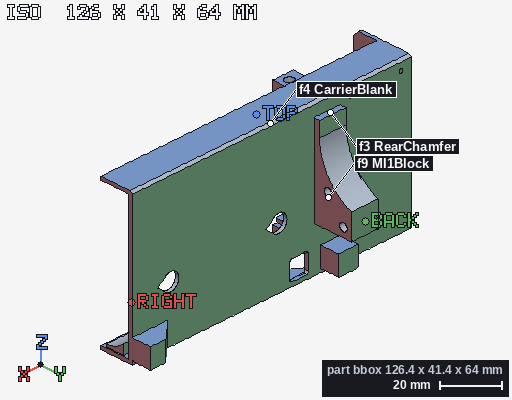 ISO 126 X 41 X 64 MM
f4 CarrierBlank
TOP
f3 RearChamfer
f9 MI1Block
BACK
RIGHT
Z
X
Y
part bbox 126.4 x 41.4 x 64 mm
20 mm